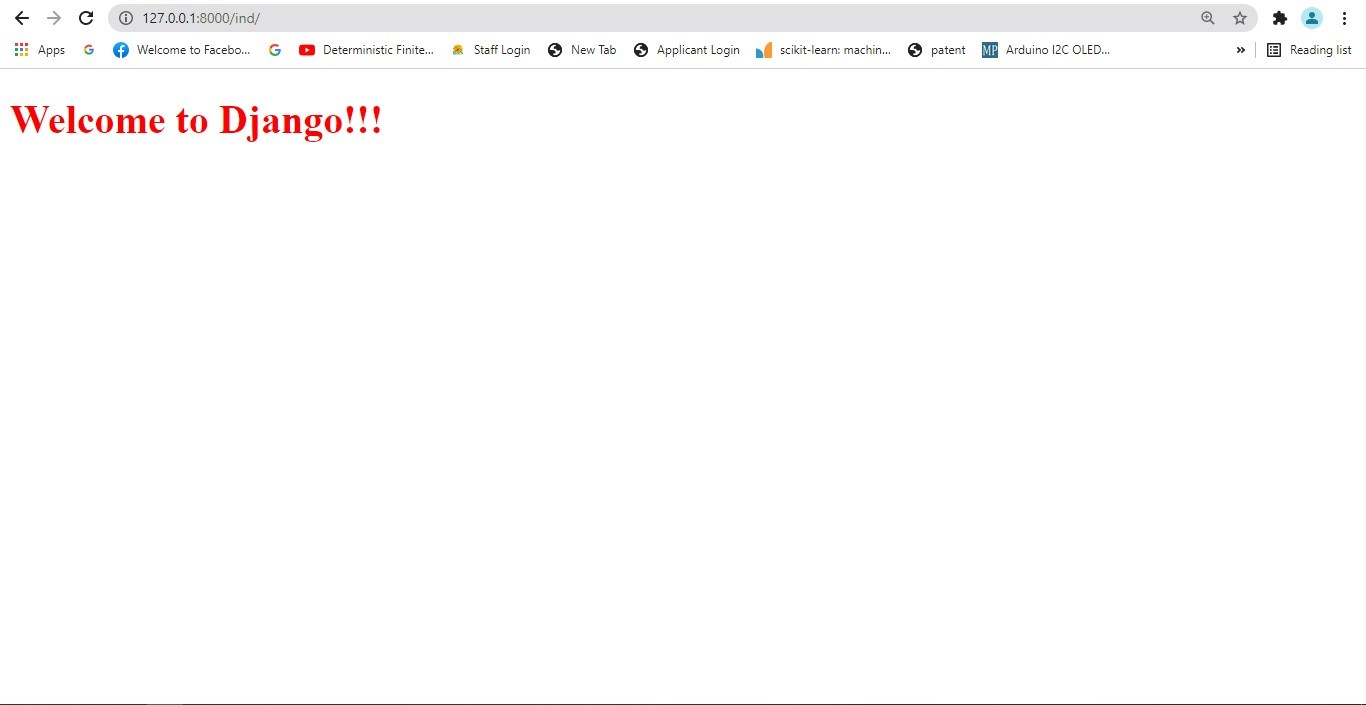 127.0.0.1:8000/ind/
Apps Welcome to Facebo... Deterministic Finite... Staff Login New Tab Applicant Login scikit-learn: machin... patent MP Arduino I2C OLED... » Reading list
Welcome to Django!!!